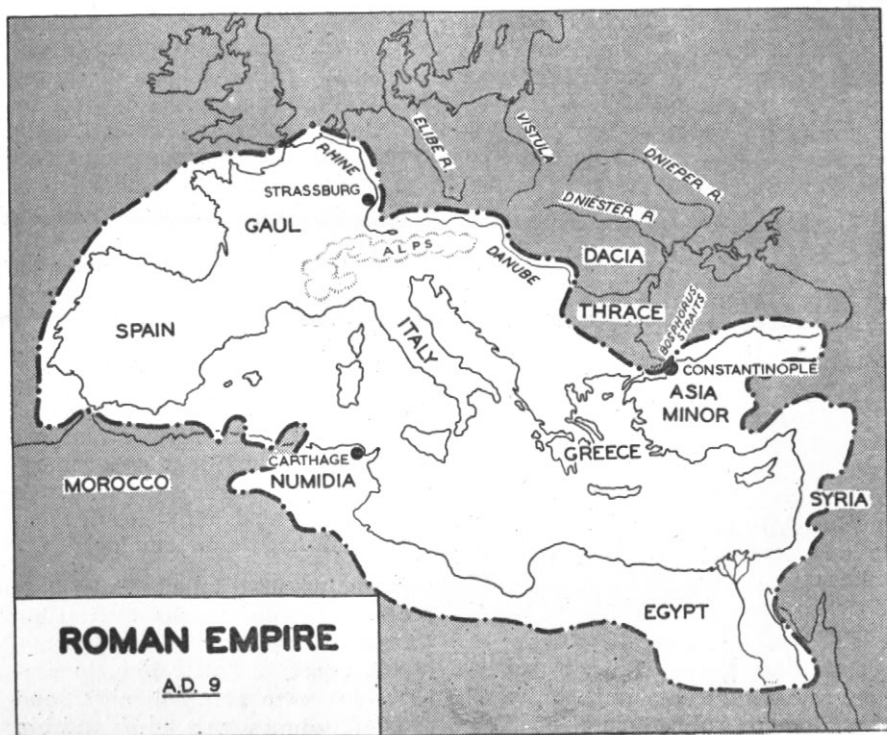 ELIBE R.
VISTULA
DNIEPER R.
RHINE
STRASSBURG
DNIESTER R.
GAUL
ALPS
DANUBE
DACIA
THRACE
BOSPHORUS
STRAITS
SPAIN
ITALY
CONSTANTINOPLE
ASIA
MINOR
GREECE
CARTHAGE
NUMIDIA
MOROCCO
SYRIA
EGYPT
ROMAN EMPIRE
A.D. 9